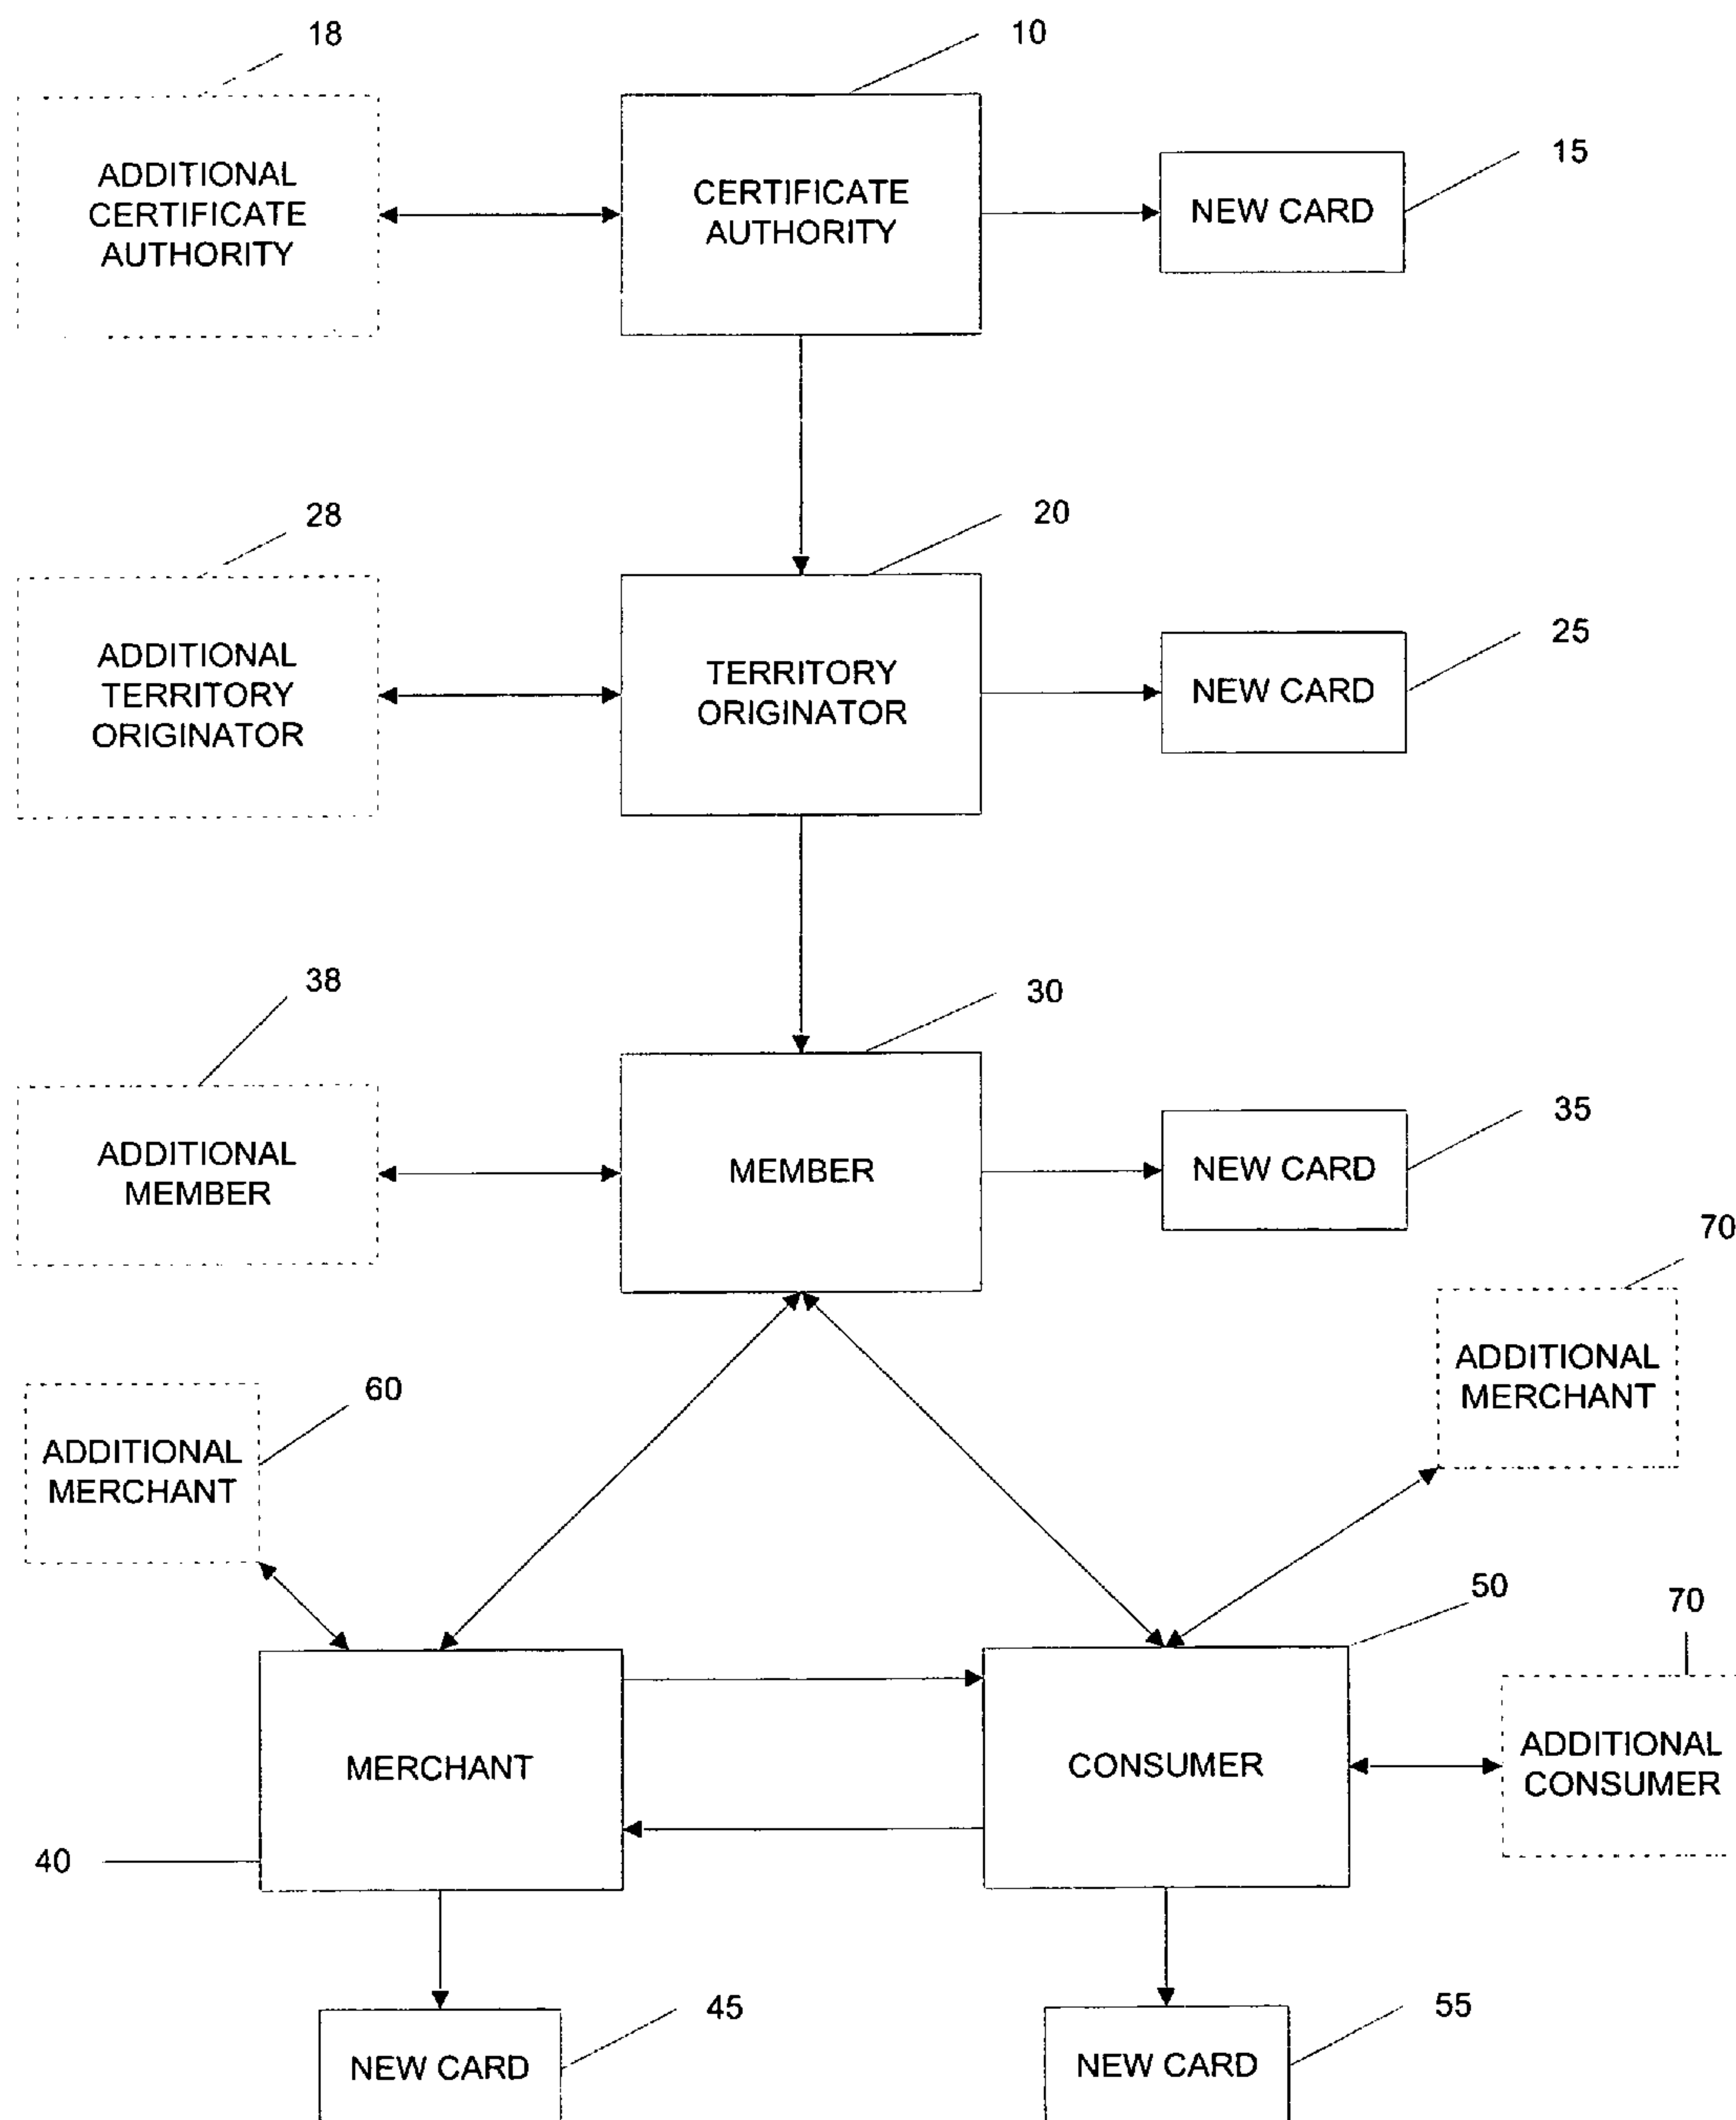 18
10
ADDITIONAL
CERTIFICATE
AUTHORITY
CERTIFICATE
AUTHORITY
15
NEW CARD
28
20
ADDITIONAL
TERRITORY
ORIGINATOR
TERRITORY
ORIGINATOR
25
NEW CARD
38
30
ADDITIONAL
MEMBER
MEMBER
35
NEW CARD
70
ADDITIONAL
MERCHANT
60
ADDITIONAL
MERCHANT
50
70
MERCHANT
CONSUMER
ADDITIONAL
CONSUMER
40
45
NEW CARD
55
NEW CARD